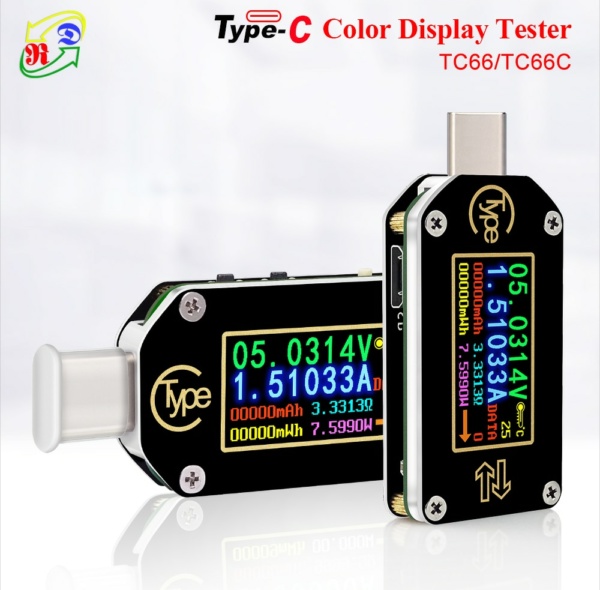 RD
Type-C Color Display Tester
TC66/TC66C
Type C
05.0314V
1.51033A
00000mAh 3.3313Ω
00000mWh 7.5990W
Type C
05.0314V °C
1.51033A 25
00000mAh 3.3313Ω DATA
00000mWh 7.5990W 0